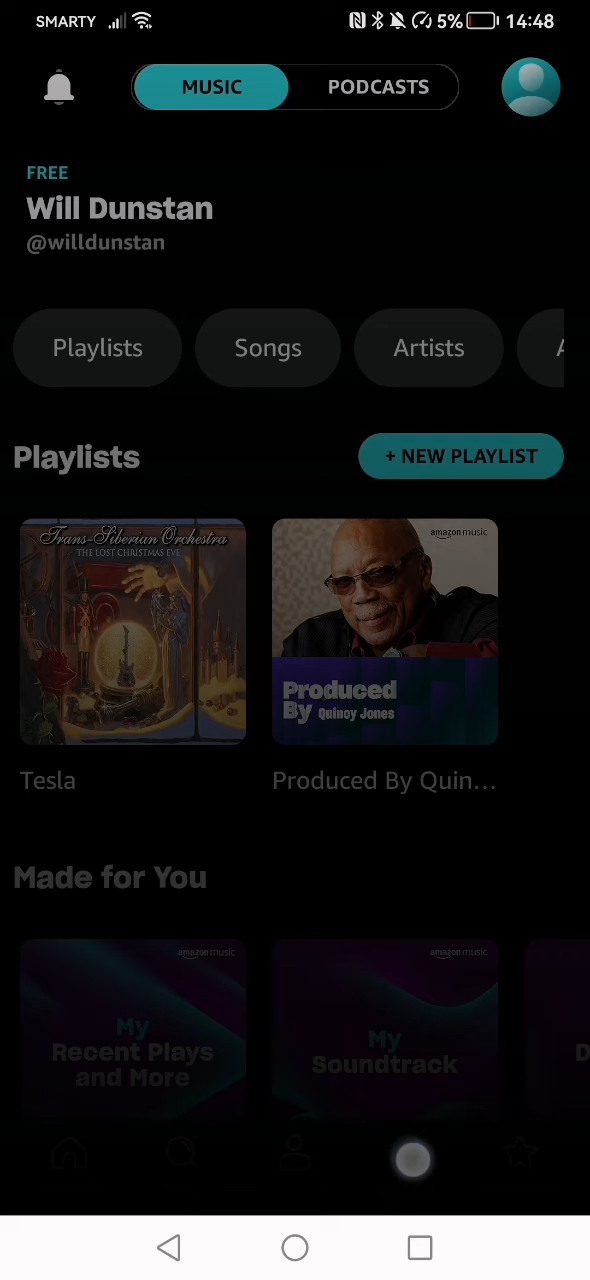 SMARTY 5% 14:48
MUSIC PODCASTS
FREE
Will Dunstan
@willdunstan
Playlists Songs Artists
Playlists + NEW PLAYLIST
Trans-Siberian Orchestra
THE LOST CHRISTMAS EVE
amazon music
Produced
By Quincy Jones
Tesla Produced By Quin...
Made for You
amazon music amazon music
My
Recent Plays
and More
My
Soundtrack
D